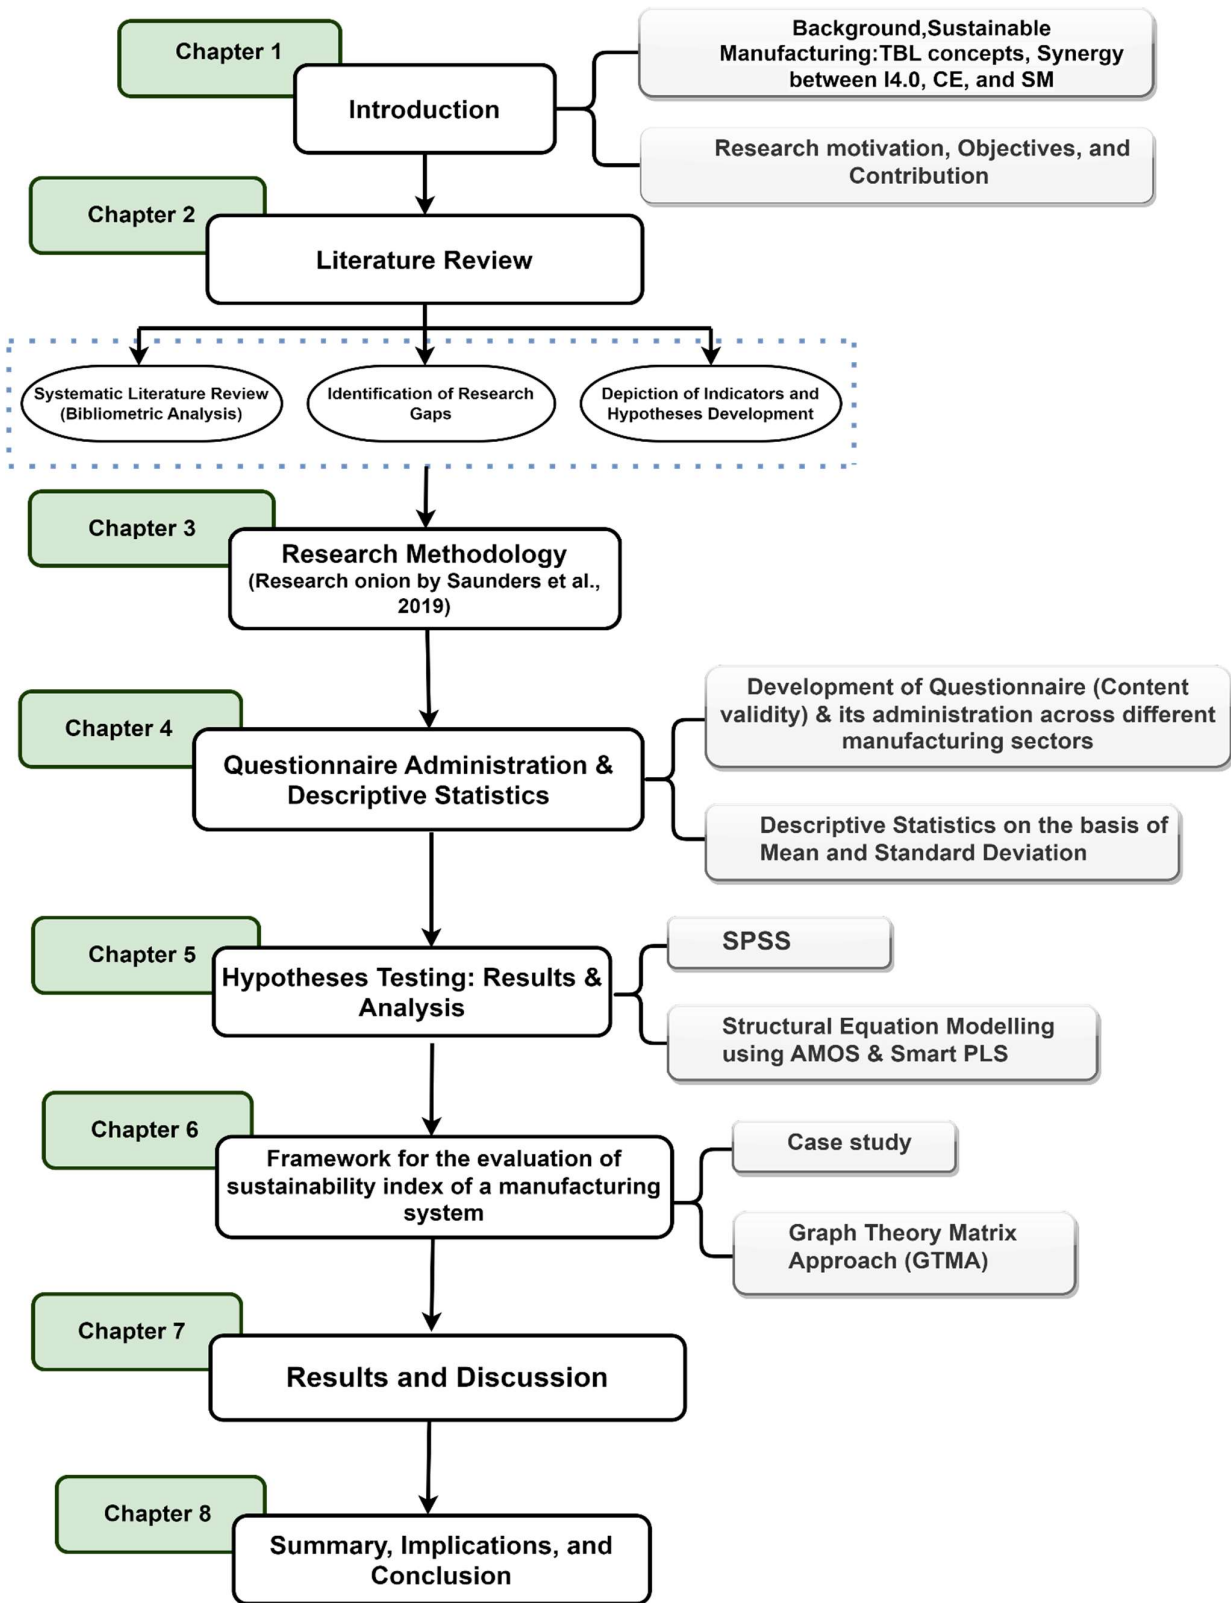 Chapter 1
Introduction
Background,Sustainable
Manufacturing:TBL concepts, Synergy
between I4.0, CE, and SM
Research motivation, Objectives, and
Contribution
Chapter 2
Literature Review
Systematic Literature Review
(Bibliometric Analysis)
Identification of Research
Gaps
Depiction of Indicators and
Hypotheses Development
Chapter 3
Research Methodology
(Research onion by Saunders et al.,
2019)
Chapter 4
Questionnaire Administration &
Descriptive Statistics
Development of Questionnaire (Content
validity) & its administration across different
manufacturing sectors
Descriptive Statistics on the basis of
Mean and Standard Deviation
Chapter 5
Hypotheses Testing: Results &
Analysis
SPSS
Structural Equation Modelling
using AMOS & Smart PLS
Chapter 6
Framework for the evaluation of
sustainability index of a manufacturing
system
Case study
Graph Theory Matrix
Approach (GTMA)
Chapter 7
Results and Discussion
Chapter 8
Summary, Implications, and
Conclusion